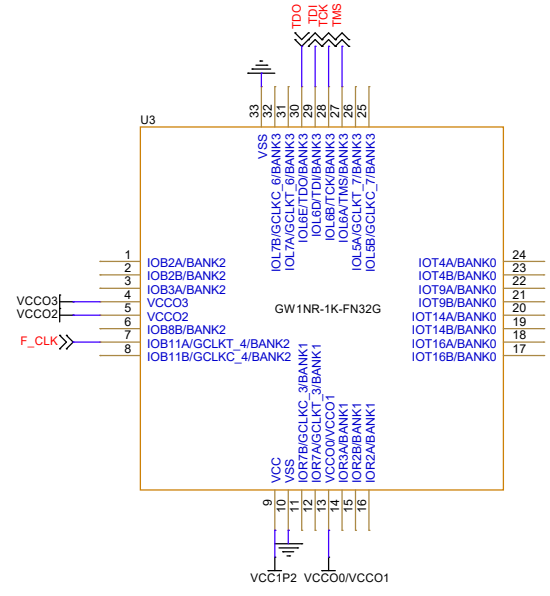 TDO
TDI
TCK
TMS
33
32
31
30
29
28
27
26
25
U3
VSS
IOL7B/GCLKC_6/BANK3
IOL7A/GCLKT_6/BANK3
IOL6E/TDO/BANK3
IOL6D/TDI/BANK3
IOL6B/TCK/BANK3
IOL6A/TMS/BANK3
IOL5A/GCLKT_7/BANK3
IOL5B/GCLKC_7/BANK3
1 IOB2A/BANK2
2 IOB2B/BANK2
3 IOB3A/BANK2
VCCO3 4 VCCO3
VCCO2 5 VCCO2
6 IOB8B/BANK2
F_CLK 7 IOB11A/GCLKT_4/BANK2
8 IOB11B/GCLKC_4/BANK2
GW1NR-1K-FN32G
IOT4A/BANK0 24
IOT4B/BANK0 23
IOT9A/BANK0 22
IOT9B/BANK0 21
IOT14A/BANK0 20
IOT14B/BANK0 19
IOT16A/BANK0 18
IOT16B/BANK0 17
VCC
VSS
IOR7B/GCLKC_3/BANK1
IOR7A/GCLKT_3/BANK1
VCCO0/VCCO1
IOR3A/BANK1
IOR2B/BANK1
IOR2A/BANK1
9
10
11
12
13
14
15
16
VCC1P2
VCCO0/VCCO1